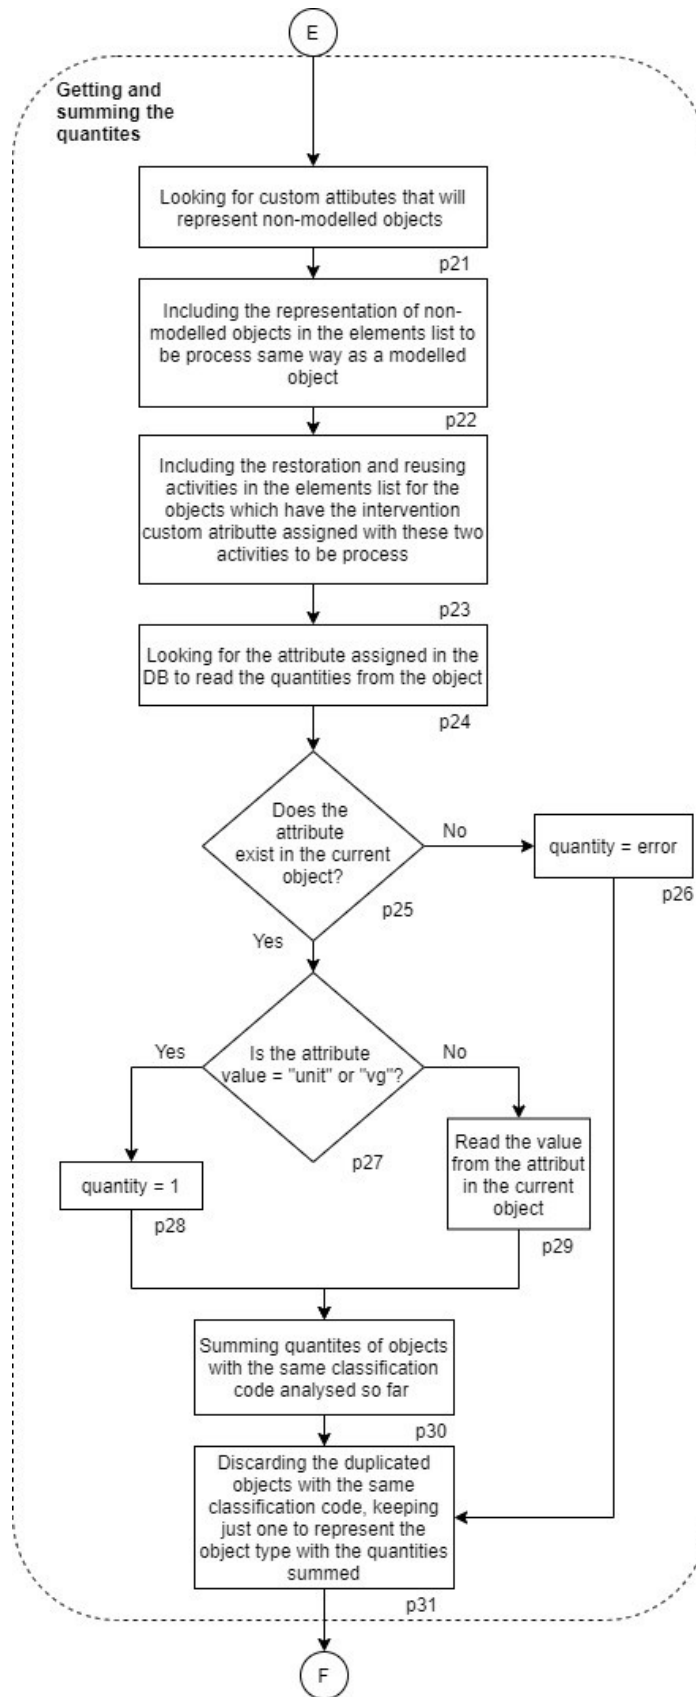 E
Getting and
summing the
quantites
Looking for custom attibutes that will
represent non-modelled objects
p21
Including the representation of non-
modelled objects in the elements list to
be process same way as a modelled
object
p22
Including the restoration and reusing
activities in the elements list for the
objects which have the intervention
custom atributte assigned with these two
activities to be process
p23
Looking for the attribute assigned in the
DB to read the quantities from the object
p24
Does the
attribute
exist in the current
object?
No
quantity = error
p26
p25
Yes
Is the attribute
value = "unit" or "vg"?
Yes
No
p27
quantity = 1
p28
Read the value
from the attribut
in the current
object
p29
Summing quantites of objects
with the same classification
code analysed so far
p30
Discarding the duplicated
objects with the same
classification code, keeping
just one to represent the
object type with the quantities
summed
p31
F